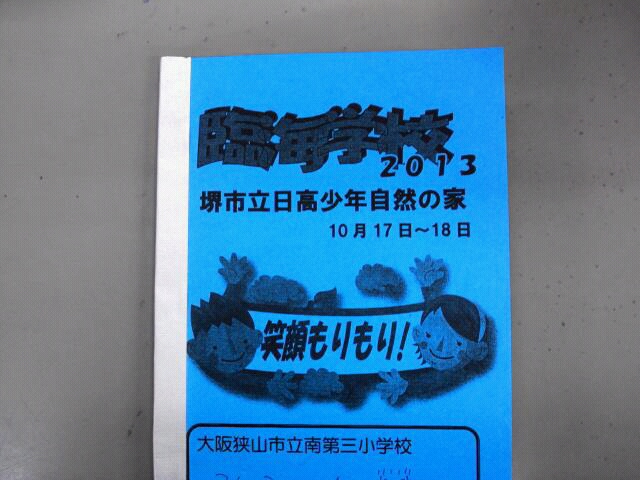 臨海学校
2013
堺市立日高少年自然の家
10月17日～18日
笑顔もりもり!
大阪狭山市立南第三小学校